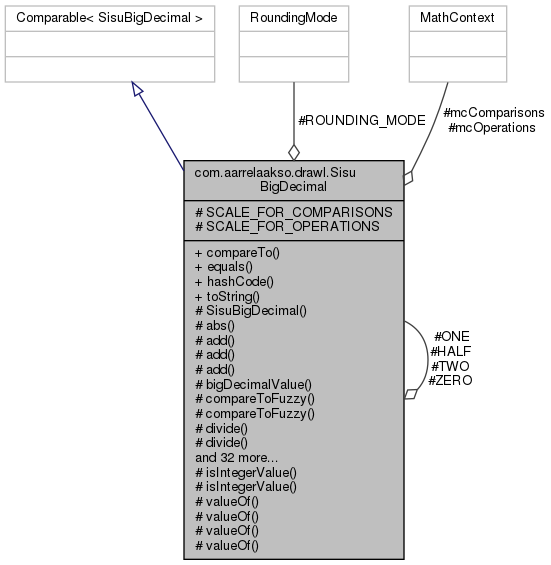 Comparable< SisuBigDecimal >
RoundingMode
MathContext
#mcComparisons
#mcOperations
#ROUNDING_MODE
com.aarrelaakso.drawl.Sisu
BigDecimal
# SCALE_FOR_COMPARISONS
# SCALE_FOR_OPERATIONS
+ compareTo()
+ equals()
+ hashCode()
+ toString()
# SisuBigDecimal()
# abs()
# add()
# add()
# add()
# bigDecimalValue()
# compareToFuzzy()
# compareToFuzzy()
# divide()
# divide()
and 32 more...
# isIntegerValue()
# isIntegerValue()
# valueOf()
# valueOf()
# valueOf()
# valueOf()
#ONE
#HALF
#TWO
#ZERO